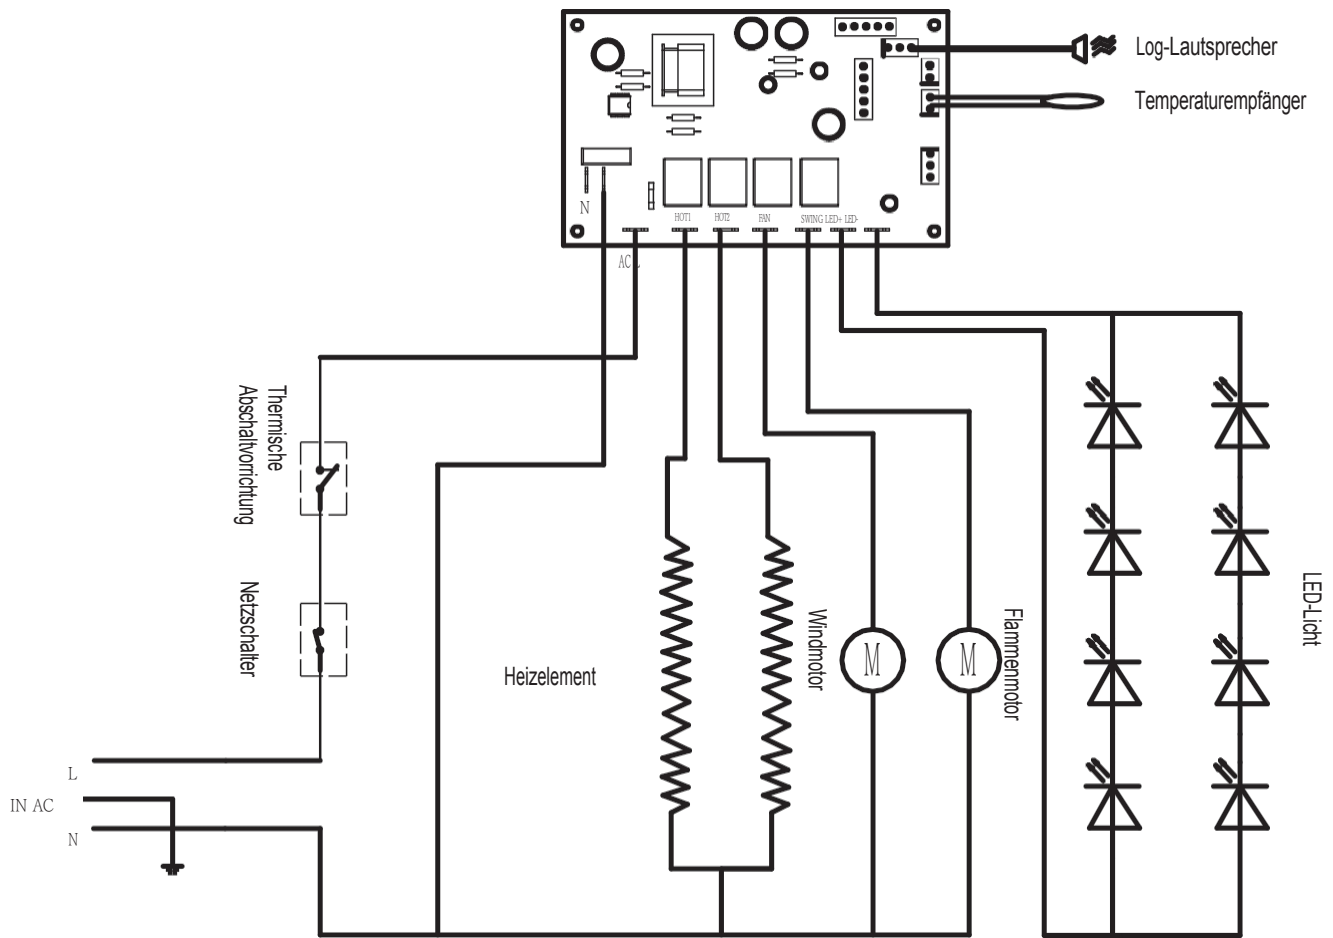 Log-Lautsprecher
Temperaturempfänger
N
HOT1
HOT2
FAN
SWING
LED+
LED-
AC L
Thermische
Abschaltvorrichtung
Netzschalter
Heizelement
Windmotor
M
M
Flammenmotor
LED-Licht
L
IN AC
N